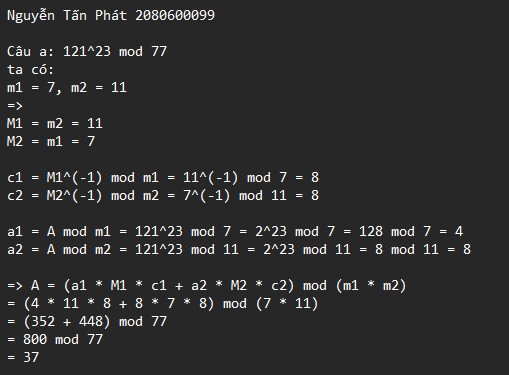 Nguyễn Tấn Phát 2080600099
Câu a: 121^23 mod 77
ta có:
m1 = 7, m2 = 11
=>
M1 = m2 = 11
M2 = m1 = 7
c1 = M1^(-1) mod m1 = 11^(-1) mod 7 = 8
c2 = M2^(-1) mod m2 = 7^(-1) mod 11 = 8
a1 = A mod m1 = 121^23 mod 7 = 2^23 mod 7 = 128 mod 7 = 4
a2 = A mod m2 = 121^23 mod 11 = 2^23 mod 11 = 8 mod 11 = 8
=> A = (a1 * M1 * c1 + a2 * M2 * c2) mod (m1 * m2)
= (4 * 11 * 8 + 8 * 7 * 8) mod (7 * 11)
= (352 + 448) mod 77
= 800 mod 77
= 37